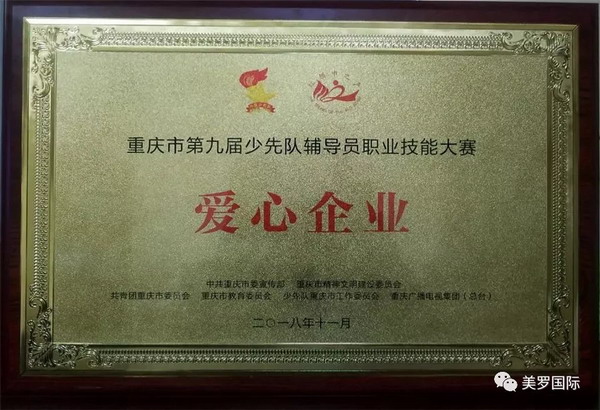 重庆市第九届少先队辅导员职业技能大赛
爱心企业
中共重庆市委宣传部 重庆市精神文明建设委员会
共青团重庆市委员会 重庆市教育委员会 少先队重庆市工作委员会 重庆广播电视集团（总台）
二〇一八年十一月
美罗国际